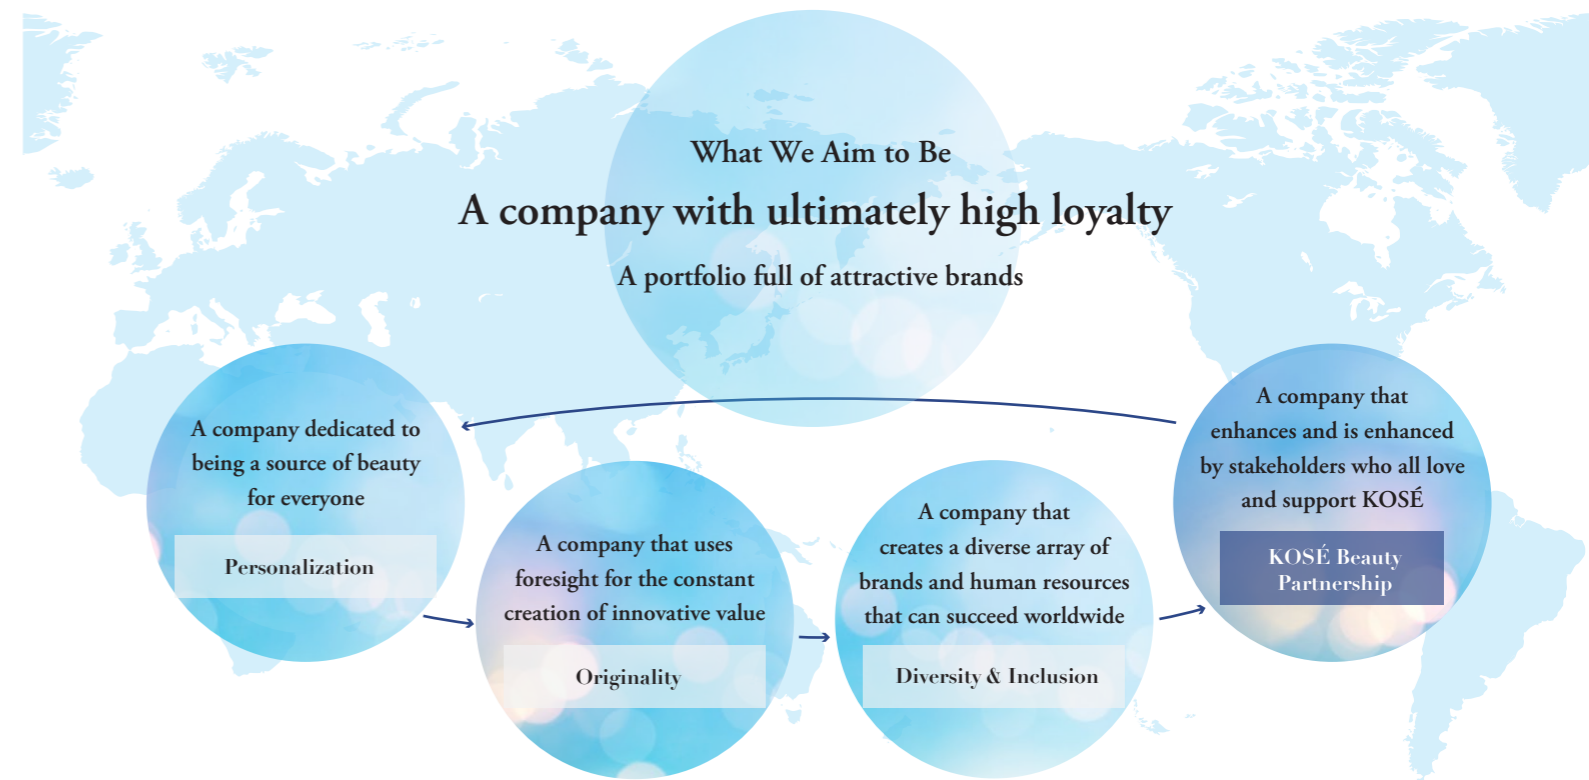 What We Aim to Be
A company with ultimately high loyalty
A portfolio full of attractive brands
A company dedicated to
being a source of beauty
for everyone
Personalization
A company that uses
foresight for the constant
creation of innovative value
Originality
A company that
creates a diverse array of
brands and human resources
that can succeed worldwide
Diversity & Inclusion
A company that
enhances and is enhanced
by stakeholders who all love
and support KOSÉ
KOSÉ Beauty
Partnership